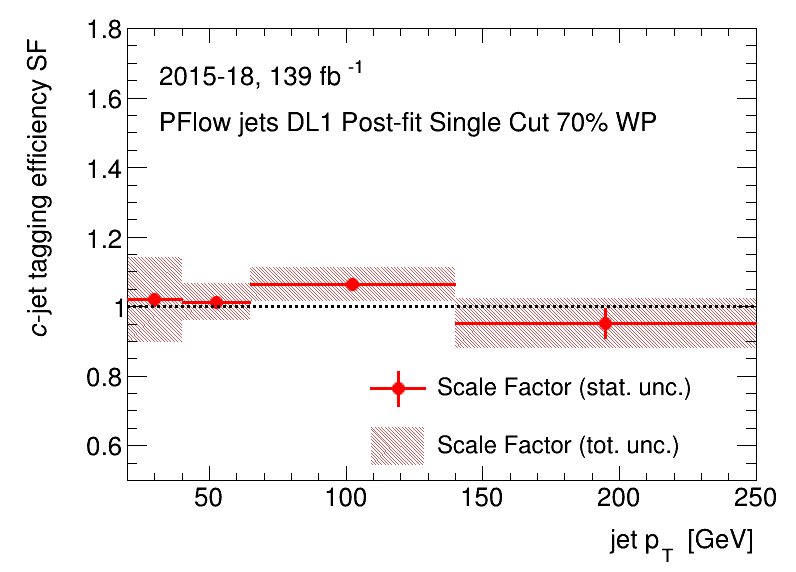 c-jet tagging efficiency SF
1.8
1.6
1.4
1.2
1
0.8
0.6
2015-18, 139 fb -1
PFlow jets DL1 Post-fit Single Cut 70% WP
Scale Factor (stat. unc.)
Scale Factor (tot. unc.)
50 100 150 200 250
jet pT [GeV]